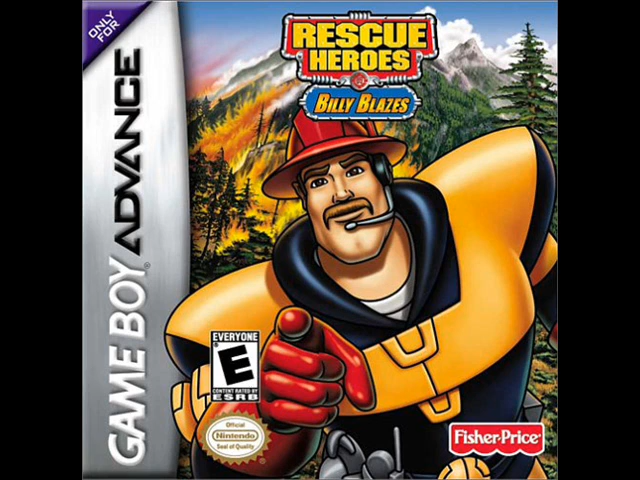 ONLY
FOR
GAME BOY ADVANCE
RESCUE
HEROES
BILLY BLAZES
EVERYONE
E
CONTENT RATED BY
ESRB
Official
Nintendo
Seal of Quality
Fisher-Price